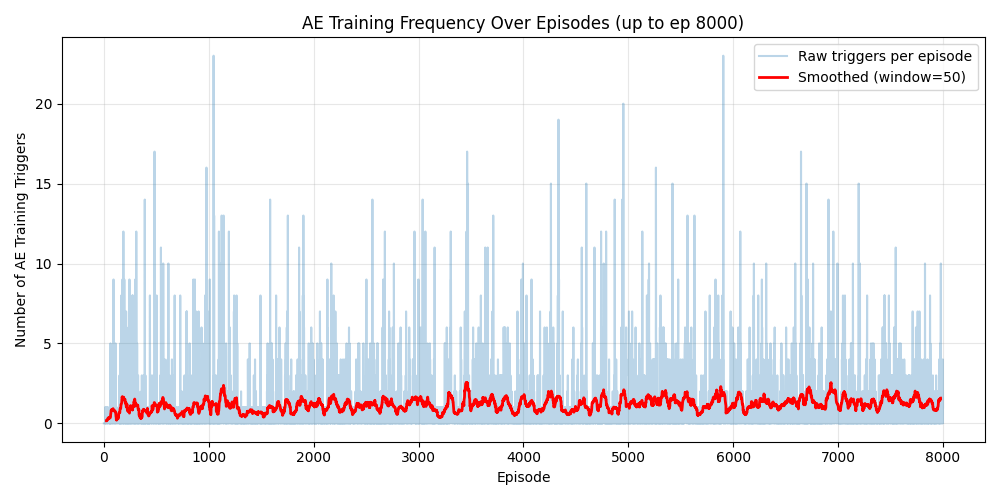 AE Training Frequency Over Episodes (up to ep 8000)
Raw triggers per episode
Smoothed (window=50)
Number of AE Training Triggers
20
15
10
5
0
0 1000 2000 3000 4000 5000 6000 7000 8000
Episode